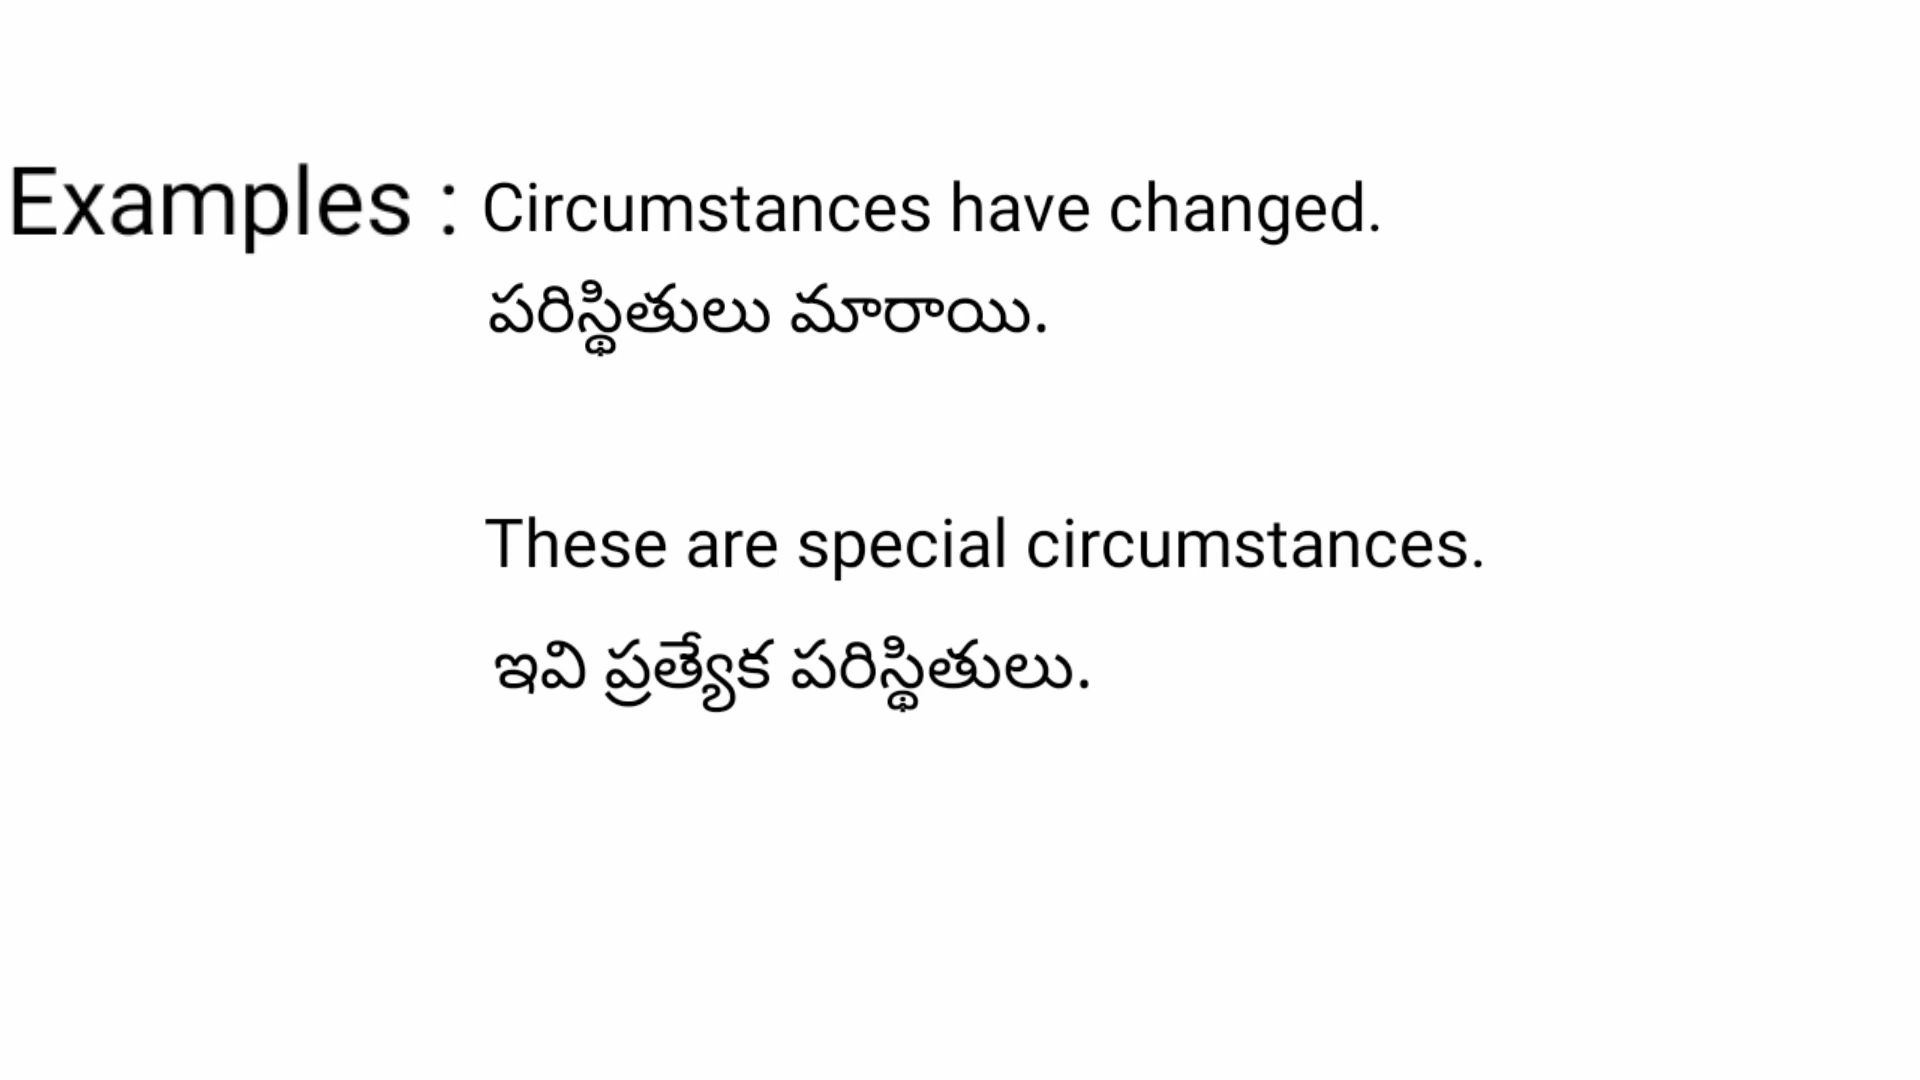 Examples : Circumstances have changed.
పరిస్థితులు మారాయి.
These are special circumstances.
ఇవి ప్రత్యేక పరిస్థితులు.